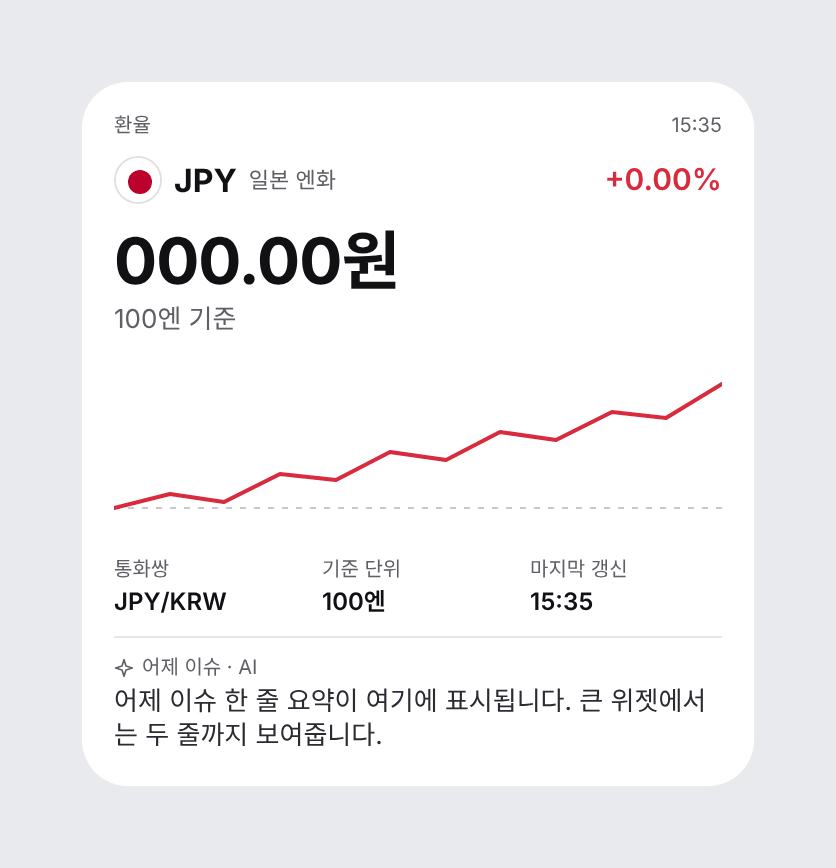 환율 15:35
JPY 일본 엔화 +0.00%
000.00원
100엔 기준
통화쌍 기준 단위 마지막 갱신
JPY/KRW 100엔 15:35
어제 이슈 · AI
어제 이슈 한 줄 요약이 여기에 표시됩니다. 큰 위젯에서
는 두 줄까지 보여줍니다.